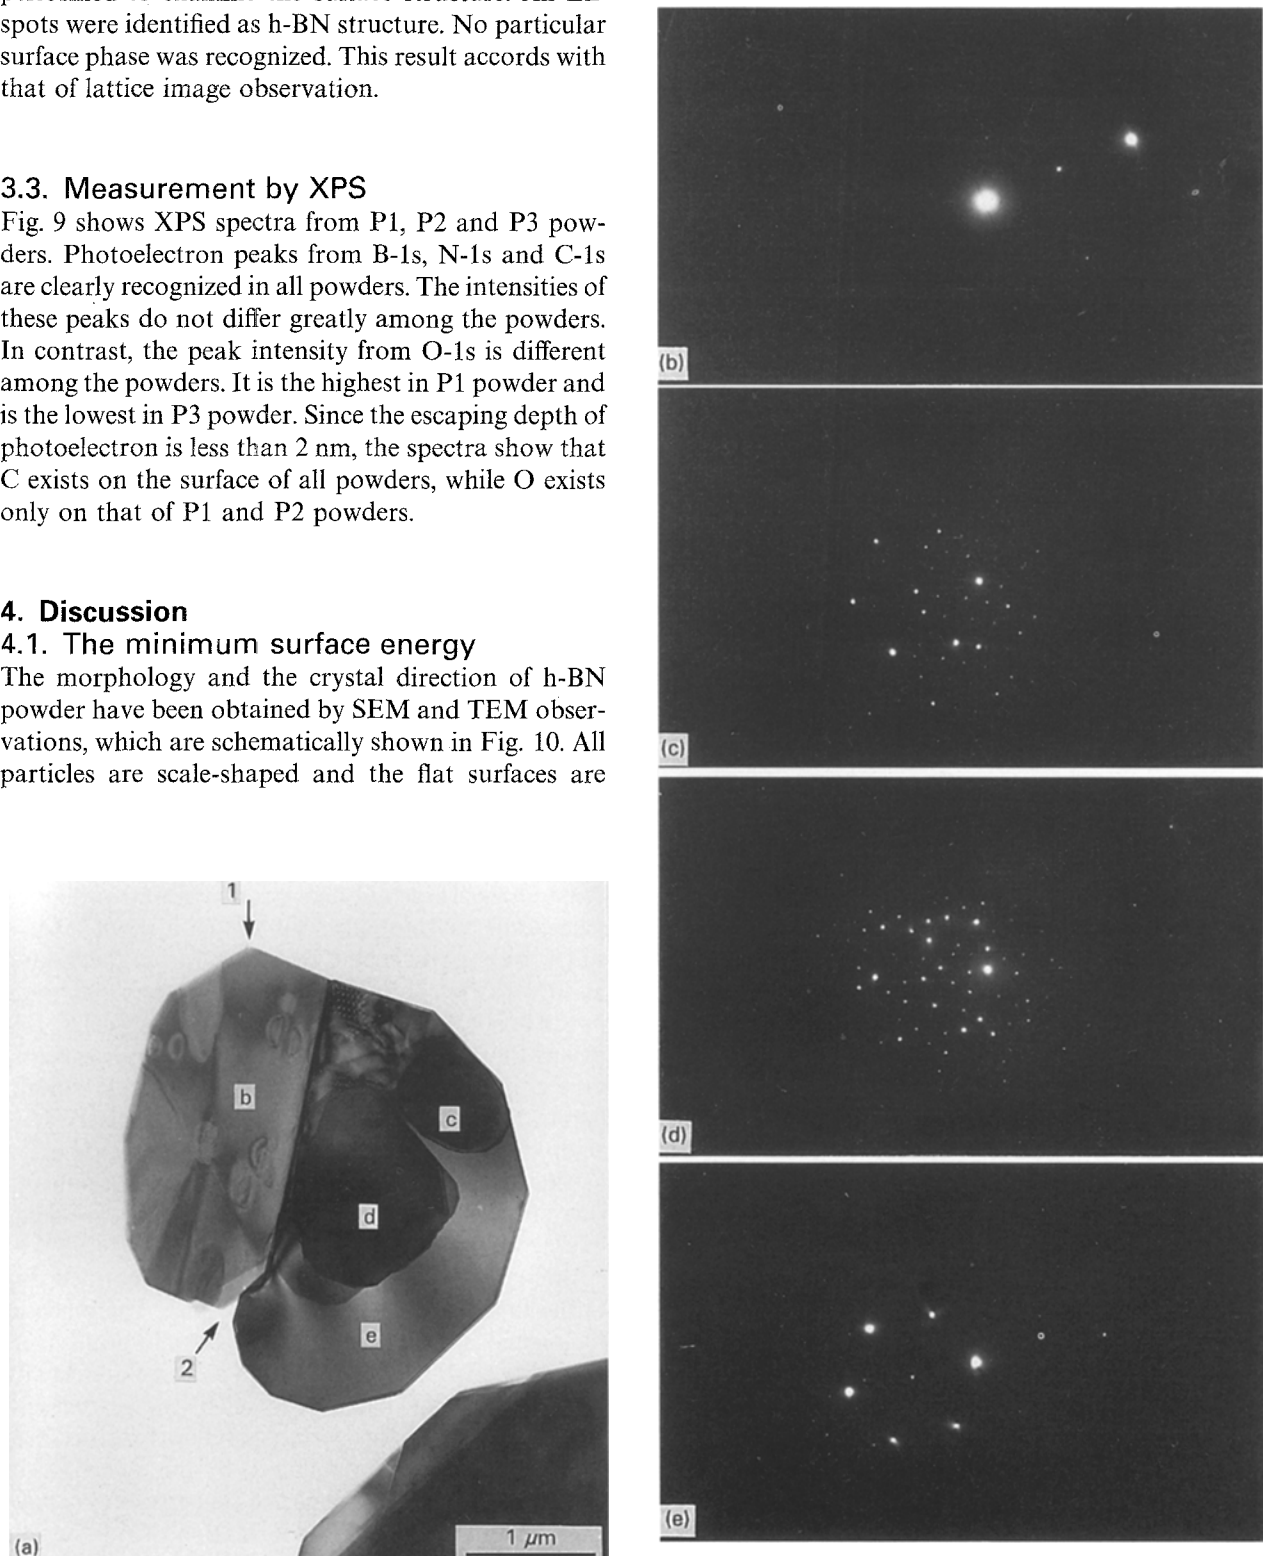 spots were identified as h-BN structure. No particular
surface phase was recognized. This result accords with
that of lattice image observation.
3.3. Measurement by XPS
Fig. 9 shows XPS spectra from P1, P2 and P3 pow-
ders. Photoelectron peaks from B-1s, N-1s and C-1s
are clearly recognized in all powders. The intensities of
these peaks do not differ greatly among the powders.
In contrast, the peak intensity from O-1s is different
among the powders. It is the highest in P1 powder and
is the lowest in P3 powder. Since the escaping depth of
photoelectron is less than 2 nm, the spectra show that
C exists on the surface of all powders, while O exists
only on that of P1 and P2 powders.
4. Discussion
4.1. The minimum surface energy
The morphology and the crystal direction of h-BN
powder have been obtained by SEM and TEM obser-
vations, which are schematically shown in Fig. 10. All
particles are scale-shaped and the flat surfaces are
1
b
c
d
e
2
1 μm
(a)
(b)
(c)
(d)
(e)